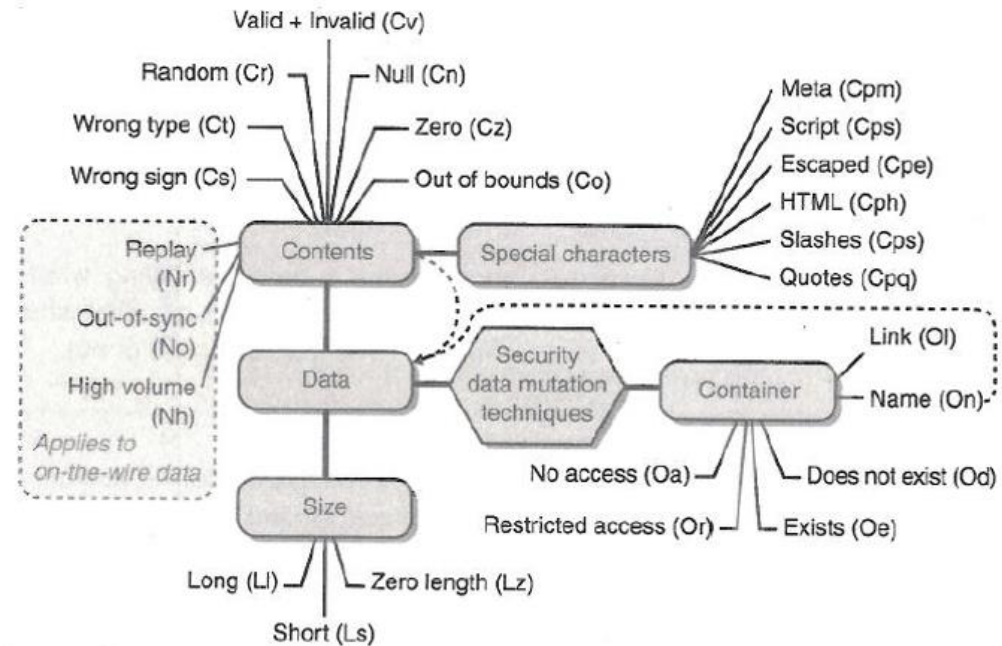 Valid + Invalid (Cv)
Random (Cr)
Null (Cn)
Wrong type (Ct)
Zero (Cz)
Wrong sign (Cs)
Out of bounds (Co)
Meta (Cpm)
Script (Cps)
Escaped (Cpe)
HTML (Cph)
Slashes (Cps)
Quotes (Cpq)
Contents
Special characters
Replay
(Nr)
Out-of-sync
(No)
High volume
(Nh)
Applies to
on-the-wire data
Data
Security
data mutation
techniques
Container
Link (Ol)
Name (On)
No access (Oa)
Does not exist (Od)
Restricted access (Or)
Exists (Oe)
Size
Long (Ll)
Zero length (Lz)
Short (Ls)